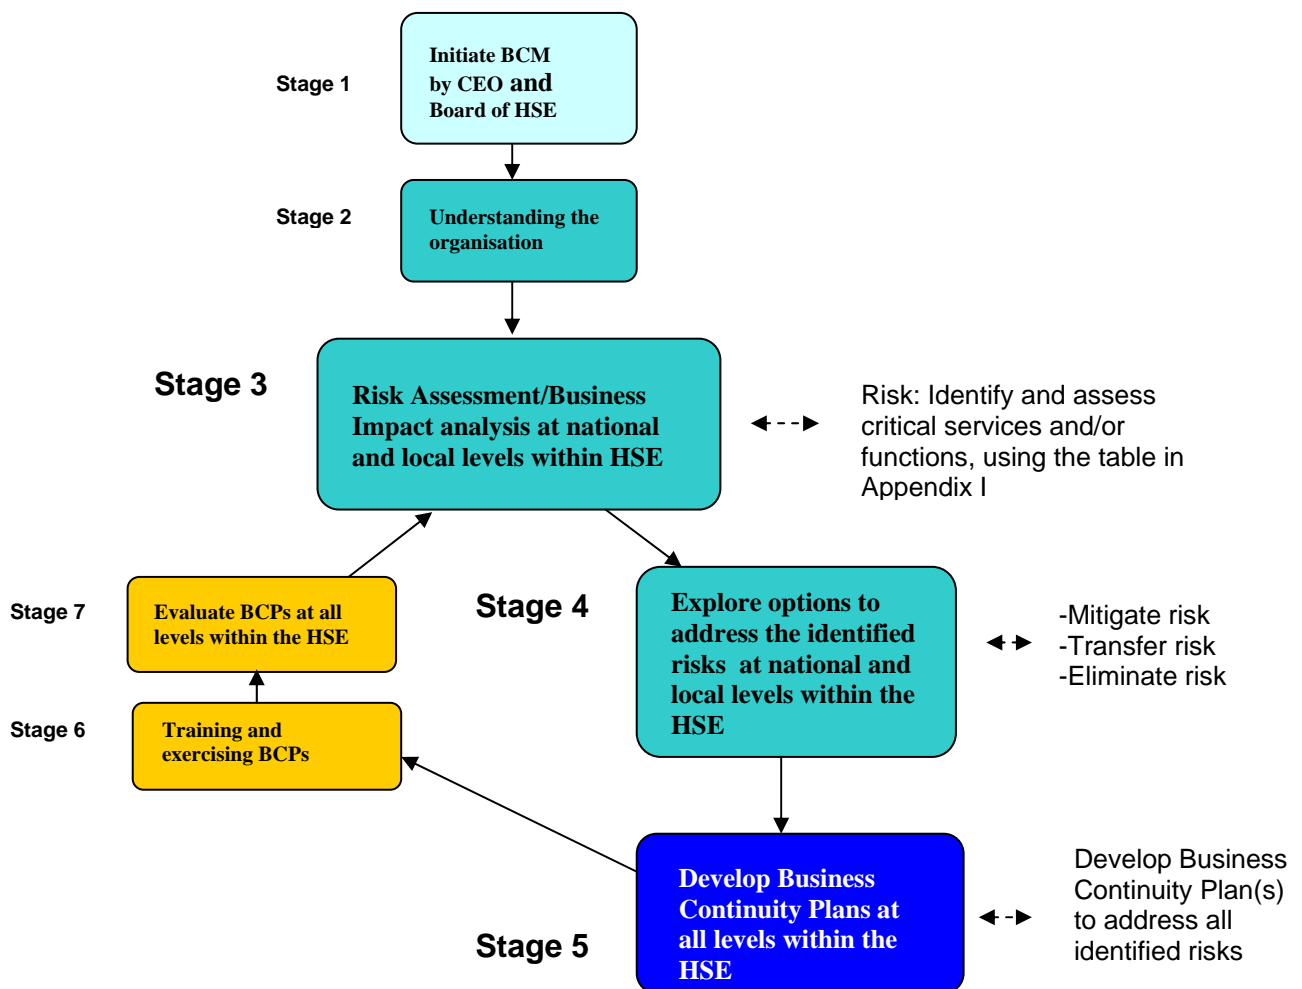 Stage 1
Initiate BCM
by CEO and
Board of HSE
Stage 2
Understanding the
organisation
Stage 3
Risk Assessment/Business
Impact analysis at national
and local levels within HSE
Risk: Identify and assess
critical services and/or
functions, using the table in
Appendix I
Stage 4
Explore options to
address the identified
risks at national and
local levels within the
HSE
-Mitigate risk
-Transfer risk
-Eliminate risk
Stage 5
Develop Business
Continuity Plans at
all levels within the
HSE
Develop Business
Continuity Plan(s)
to address all
identified risks
Stage 6
Training and
exercising BCPs
Stage 7
Evaluate BCPs at all
levels within the HSE